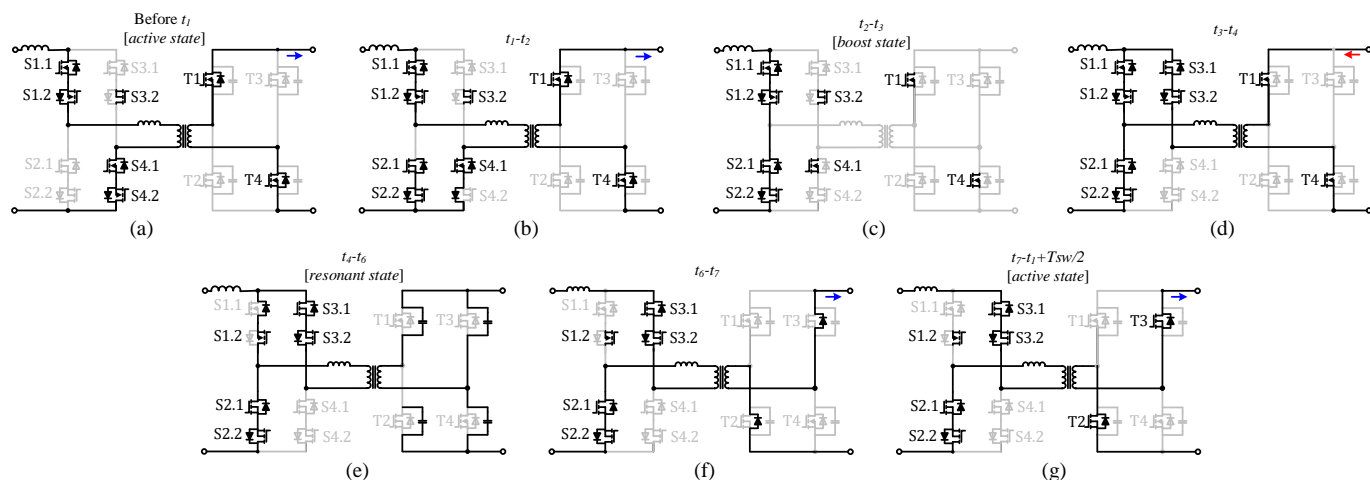 Before t1
[active state]
S1.1
S3.1
S1.2
S3.2
S2.1
S4.1
S2.2
S4.2
T1
T3
T2
T4
(a)
t1-t2
S1.1
S3.1
S1.2
S3.2
S2.1
S4.1
S2.2
S4.2
T1
T3
T2
T4
(b)
t2-t3
[boost state]
S1.1
S3.1
S1.2
S3.2
S2.1
S4.1
S2.2
S4.2
T1
T3
T2
T4
(c)
t3-t4
S1.1
S3.1
S1.2
S3.2
S2.1
S4.1
S2.2
S4.2
T1
T3
T2
T4
(d)
t4-t6
[resonant state]
S1.1
S3.1
S1.2
S3.2
S2.1
S4.1
S2.2
S4.2
T1
T3
T2
T4
(e)
t6-t7
S1.1
S3.1
S1.2
S3.2
S2.1
S4.1
S2.2
S4.2
T1
T3
T2
T4
(f)
t7-t1+Tsw/2
[active state]
S1.1
S3.1
S1.2
S3.2
S2.1
S4.1
S2.2
S4.2
T1
T3
T2
T4
(g)